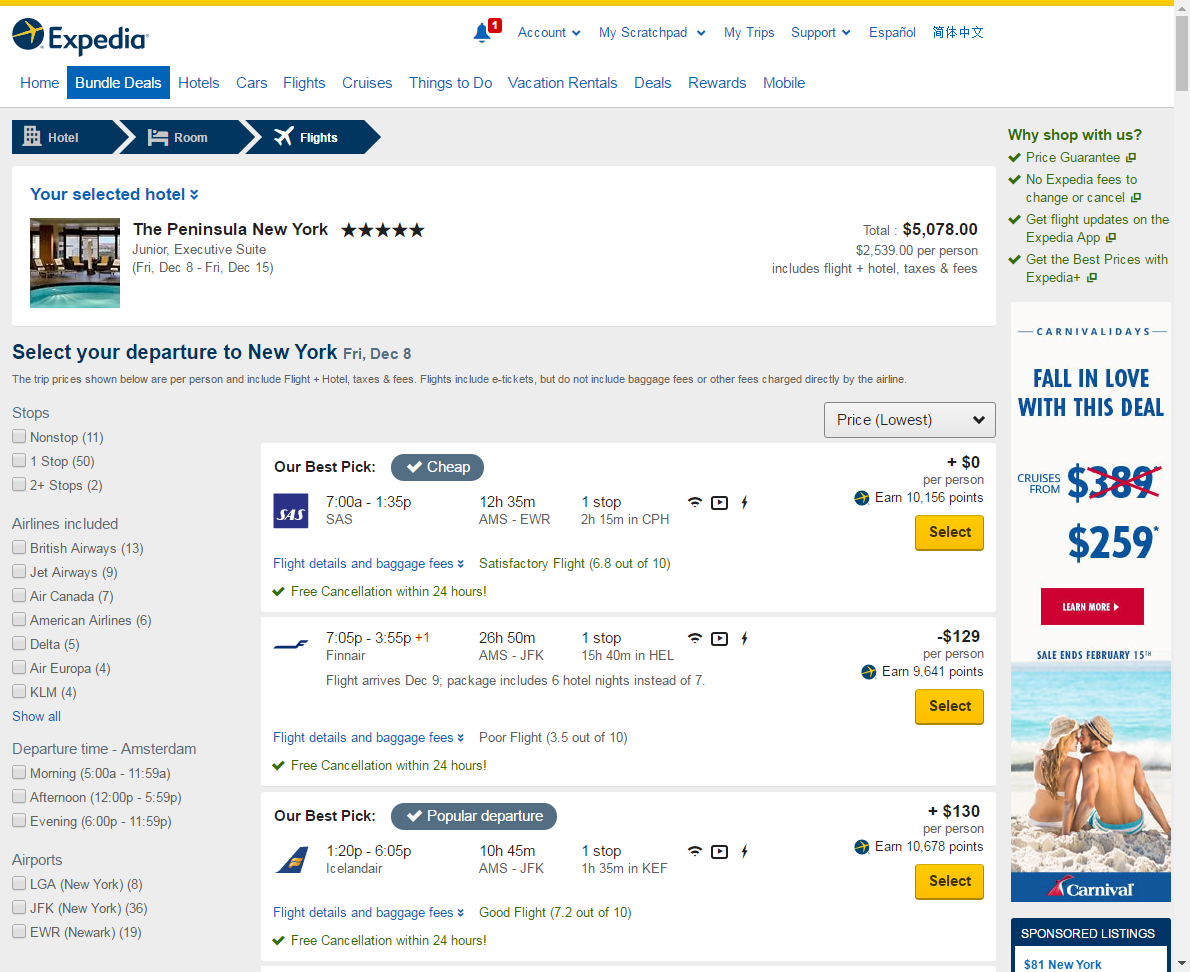 Expedia
1
Account
My Scratchpad
My Trips
Support
Español
简体中文
Home
Bundle Deals
Hotels
Cars
Flights
Cruises
Things to Do
Vacation Rentals
Deals
Rewards
Mobile
Hotel
Room
Flights
Your selected hotel
The Peninsula New York
Junior, Executive Suite
(Fri, Dec 8 - Fri, Dec 15)
Total : $5,078.00
$2,539.00 per person
includes flight + hotel, taxes & fees
Select your departure to New York Fri, Dec 8
The trip prices shown below are per person and include Flight + Hotel, taxes & fees. Flights include e-tickets, but do not include baggage fees or other fees charged directly by the airline.
Stops
Nonstop (11)
1 Stop (50)
2+ Stops (2)
Airlines included
British Airways (13)
Jet Airways (9)
Air Canada (7)
American Airlines (6)
Delta (5)
Air Europa (4)
KLM (4)
Show all
Departure time - Amsterdam
Morning (5:00a - 11:59a)
Afternoon (12:00p - 5:59p)
Evening (6:00p - 11:59p)
Airports
LGA (New York) (8)
JFK (New York) (36)
EWR (Newark) (19)
Price (Lowest)
Our Best Pick:
Cheap
SAS
7:00a - 1:35p
SAS
12h 35m
AMS - EWR
1 stop
2h 15m in CPH
+ $0
per person
Earn 10,156 points
Select
Flight details and baggage fees
Satisfactory Flight (6.8 out of 10)
Free Cancellation within 24 hours!
7:05p - 3:55p +1
Finnair
26h 50m
AMS - JFK
1 stop
15h 40m in HEL
Flight arrives Dec 9; package includes 6 hotel nights instead of 7.
-$129
per person
Earn 9,641 points
Select
Flight details and baggage fees
Poor Flight (3.5 out of 10)
Free Cancellation within 24 hours!
Our Best Pick:
Popular departure
1:20p - 6:05p
Icelandair
10h 45m
AMS - JFK
1 stop
1h 35m in KEF
+ $130
per person
Earn 10,678 points
Select
Flight details and baggage fees
Good Flight (7.2 out of 10)
Free Cancellation within 24 hours!
Why shop with us?
Price Guarantee
No Expedia fees to
change or cancel
Get flight updates on the
Expedia App
Get the Best Prices with
Expedia+
CARNIVALIDAYS
FALL IN LOVE
WITH THIS DEAL
CRUISES
FROM
$389*
$259*
LEARN MORE
SALE ENDS FEBRUARY 15TH
Carnival
SPONSORED LISTINGS
$81 New York